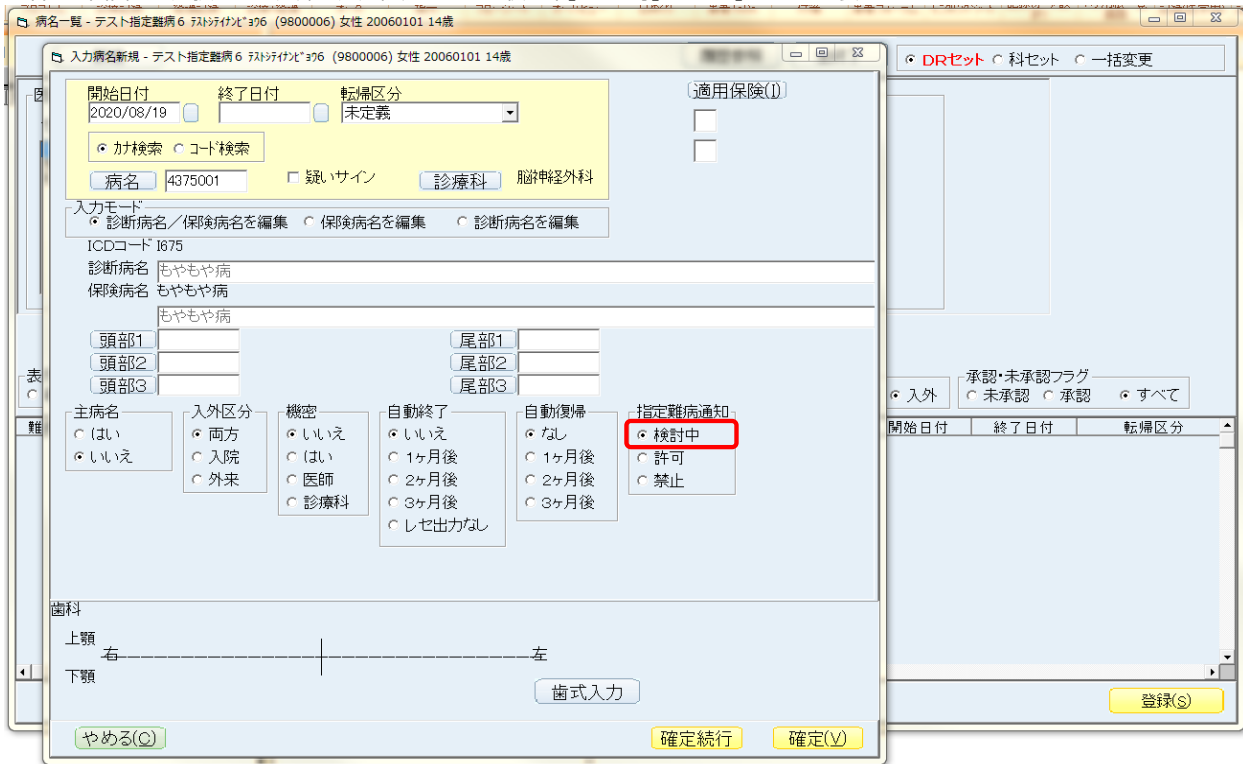 病名一覧 - テスト指定難病６ ﾃｽﾄｼﾃｲﾅﾝﾋﾞｮｳ6 (9800006) 女性 20060101 14歳
入力病名新規 - テスト指定難病６ ﾃｽﾄｼﾃｲﾅﾝﾋﾞｮｳ6 (9800006) 女性 20060101 14歳
DRセット 科セット 一括変更
開始日付 終了日付 転帰区分 適用保険(I)
2020/08/19 未定義
ｶﾅ検索 ｺｰﾄﾞ検索
病名 4375001 疑いサイン 診療科 脳神経外科
入力モード
診断病名／保険病名を編集 保険病名を編集 診断病名を編集
ICDコード I675
診断病名 もやもや病
保険病名 もやもや病
もやもや病
頭部1 尾部1
頭部2 尾部2
頭部3 尾部3
表
入外
承認・未承認フラグ
未承認 承認 すべて
主病名 入外区分 機密 自動終了 自動復帰 指定難病通知
難 開始日付 終了日付 転帰区分
はい 両方 いいえ いいえ なし 検討中
いいえ 入院 はい 1ヶ月後 1ヶ月後 許可
外来 医師 2ヶ月後 2ヶ月後 禁止
診療科 3ヶ月後 3ヶ月後
レセ出力なし
歯科
上顎
右 左
下顎
歯式入力
登録(S)
やめる(C) 確定続行 確定(V)